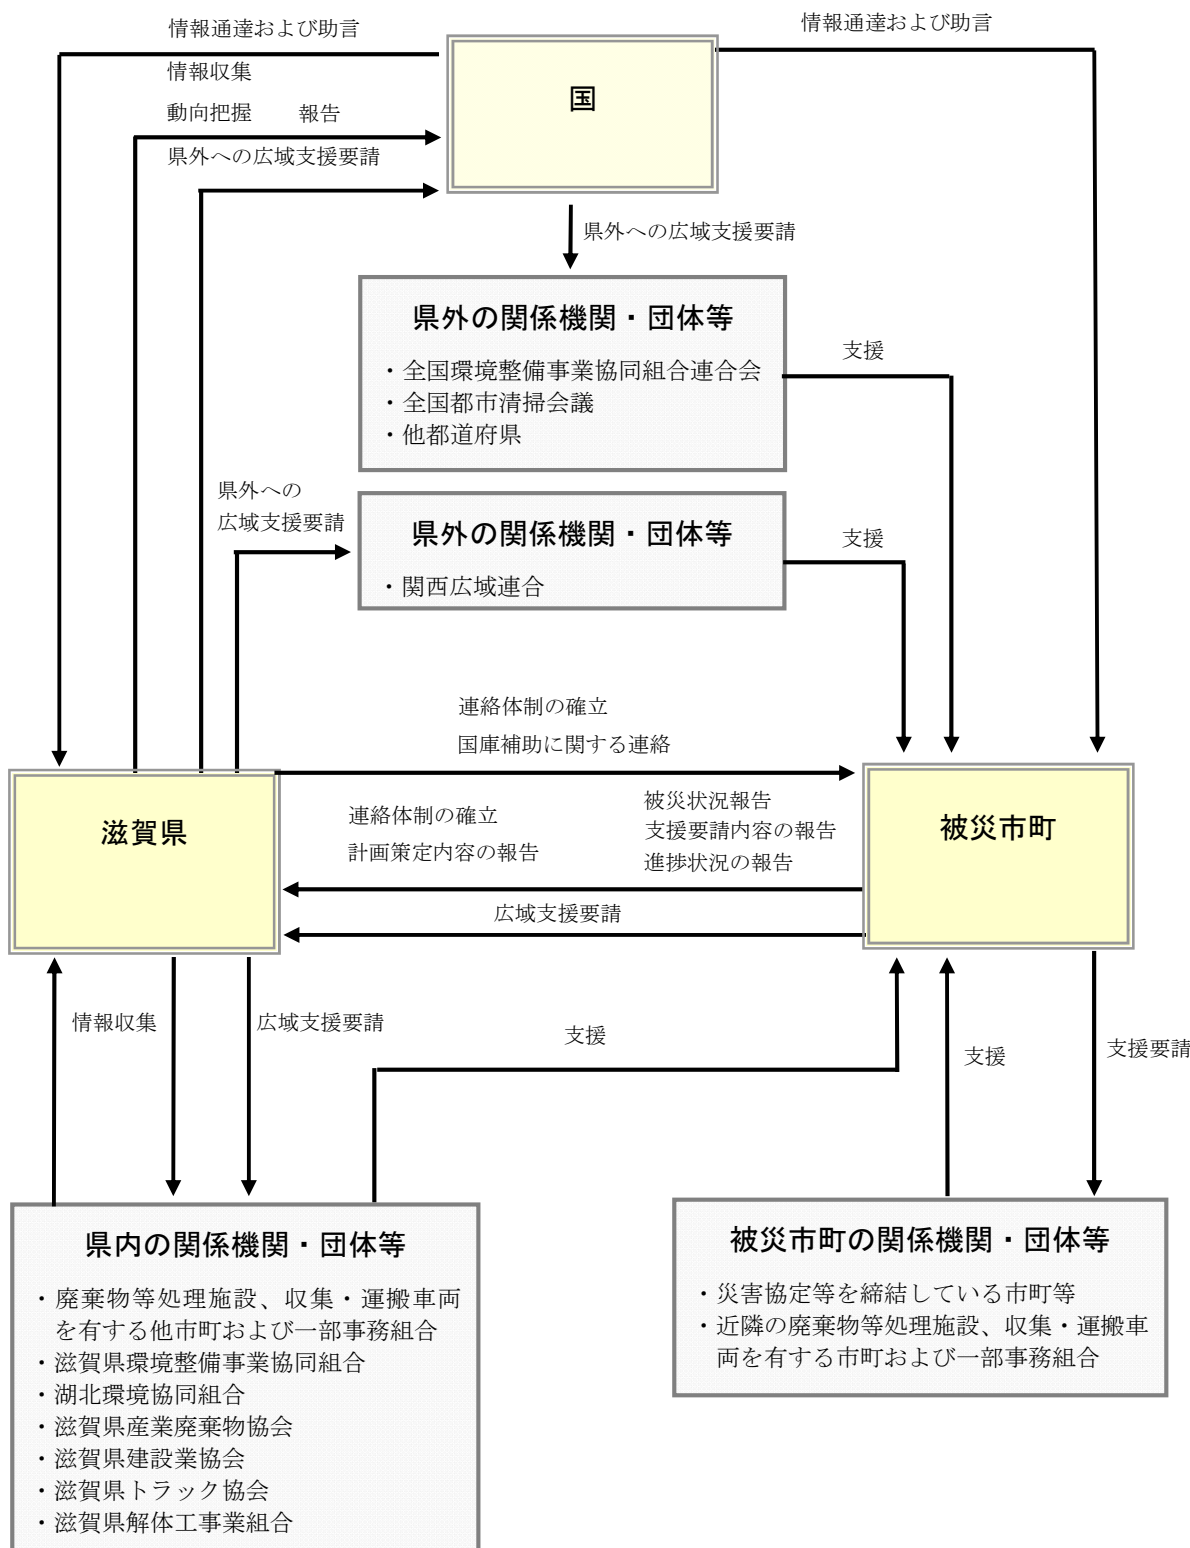 情報通達および助言
情報通達および助言
国
情報収集
動向把握　　報告
県外への広域支援要請
県外への広域支援要請
県外の関係機関・団体等
・全国環境整備事業協同組合連合会
・全国都市清掃会議
・他都道府県
支援
県外への
広域支援要請
県外の関係機関・団体等
・関西広域連合
支援
連絡体制の確立
国庫補助に関する連絡
滋賀県
連絡体制の確立
計画策定内容の報告
被災状況報告
支援要請内容の報告
進捗状況の報告
被災市町
広域支援要請
情報収集
広域支援要請
支援
支援
支援要請
県内の関係機関・団体等
・廃棄物等処理施設、収集・運搬車両
を有する他市町および一部事務組合
・滋賀県環境整備事業協同組合
・湖北環境協同組合
・滋賀県産業廃棄物協会
・滋賀県建設業協会
・滋賀県トラック協会
・滋賀県解体工事業組合
被災市町の関係機関・団体等
・災害協定等を締結している市町等
・近隣の廃棄物等処理施設、収集・運搬車
両を有する市町および一部事務組合